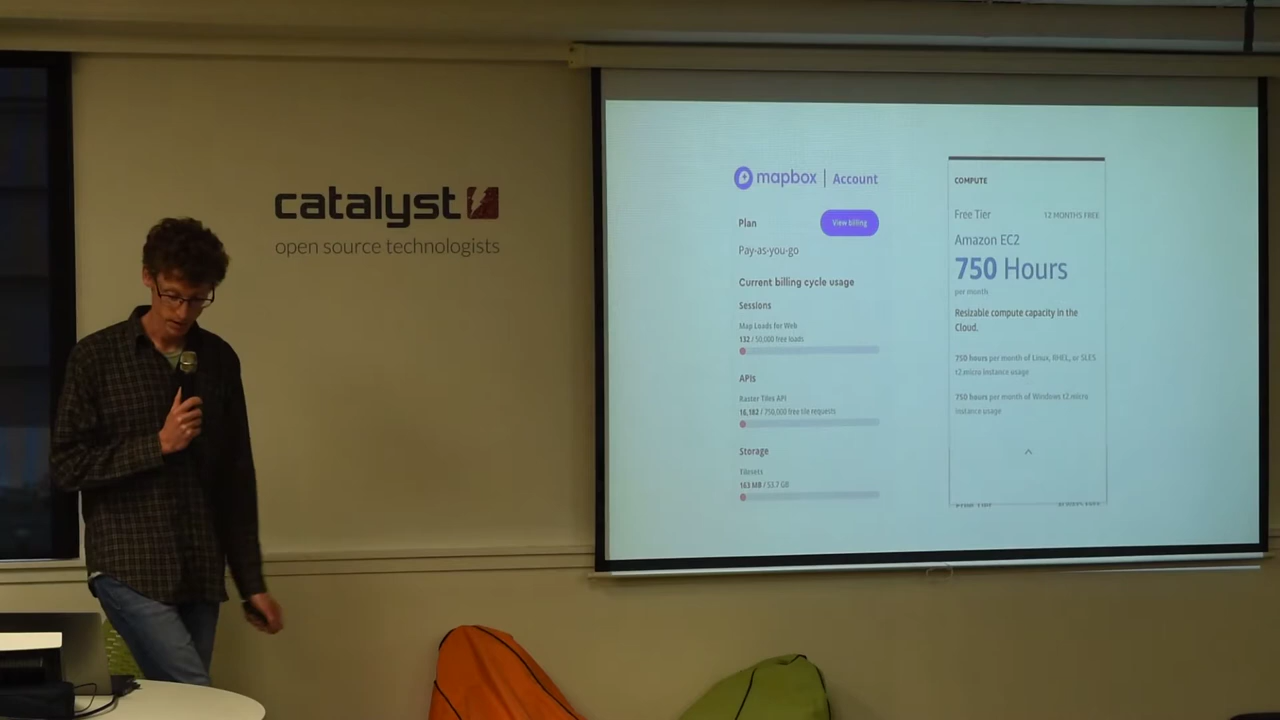 catalyst
open source technologists
mapbox | Account
Plan
View billing
Pay-as-you-go
Current billing cycle usage
Sessions
Map Loads for Web
132 / 50,000 free loads
APIs
Raster Tiles API
16,182 / 750,000 free tile requests
Storage
Tilesets
163 MB / 53.7 GB
COMPUTE
Free Tier
12 MONTHS FREE
Amazon EC2
750 Hours
per month
Resizable compute capacity in the
Cloud.
750 hours per month of Linux, RHEL, or SLES
t2.micro instance usage
750 hours per month of Windows t2.micro
instance usage